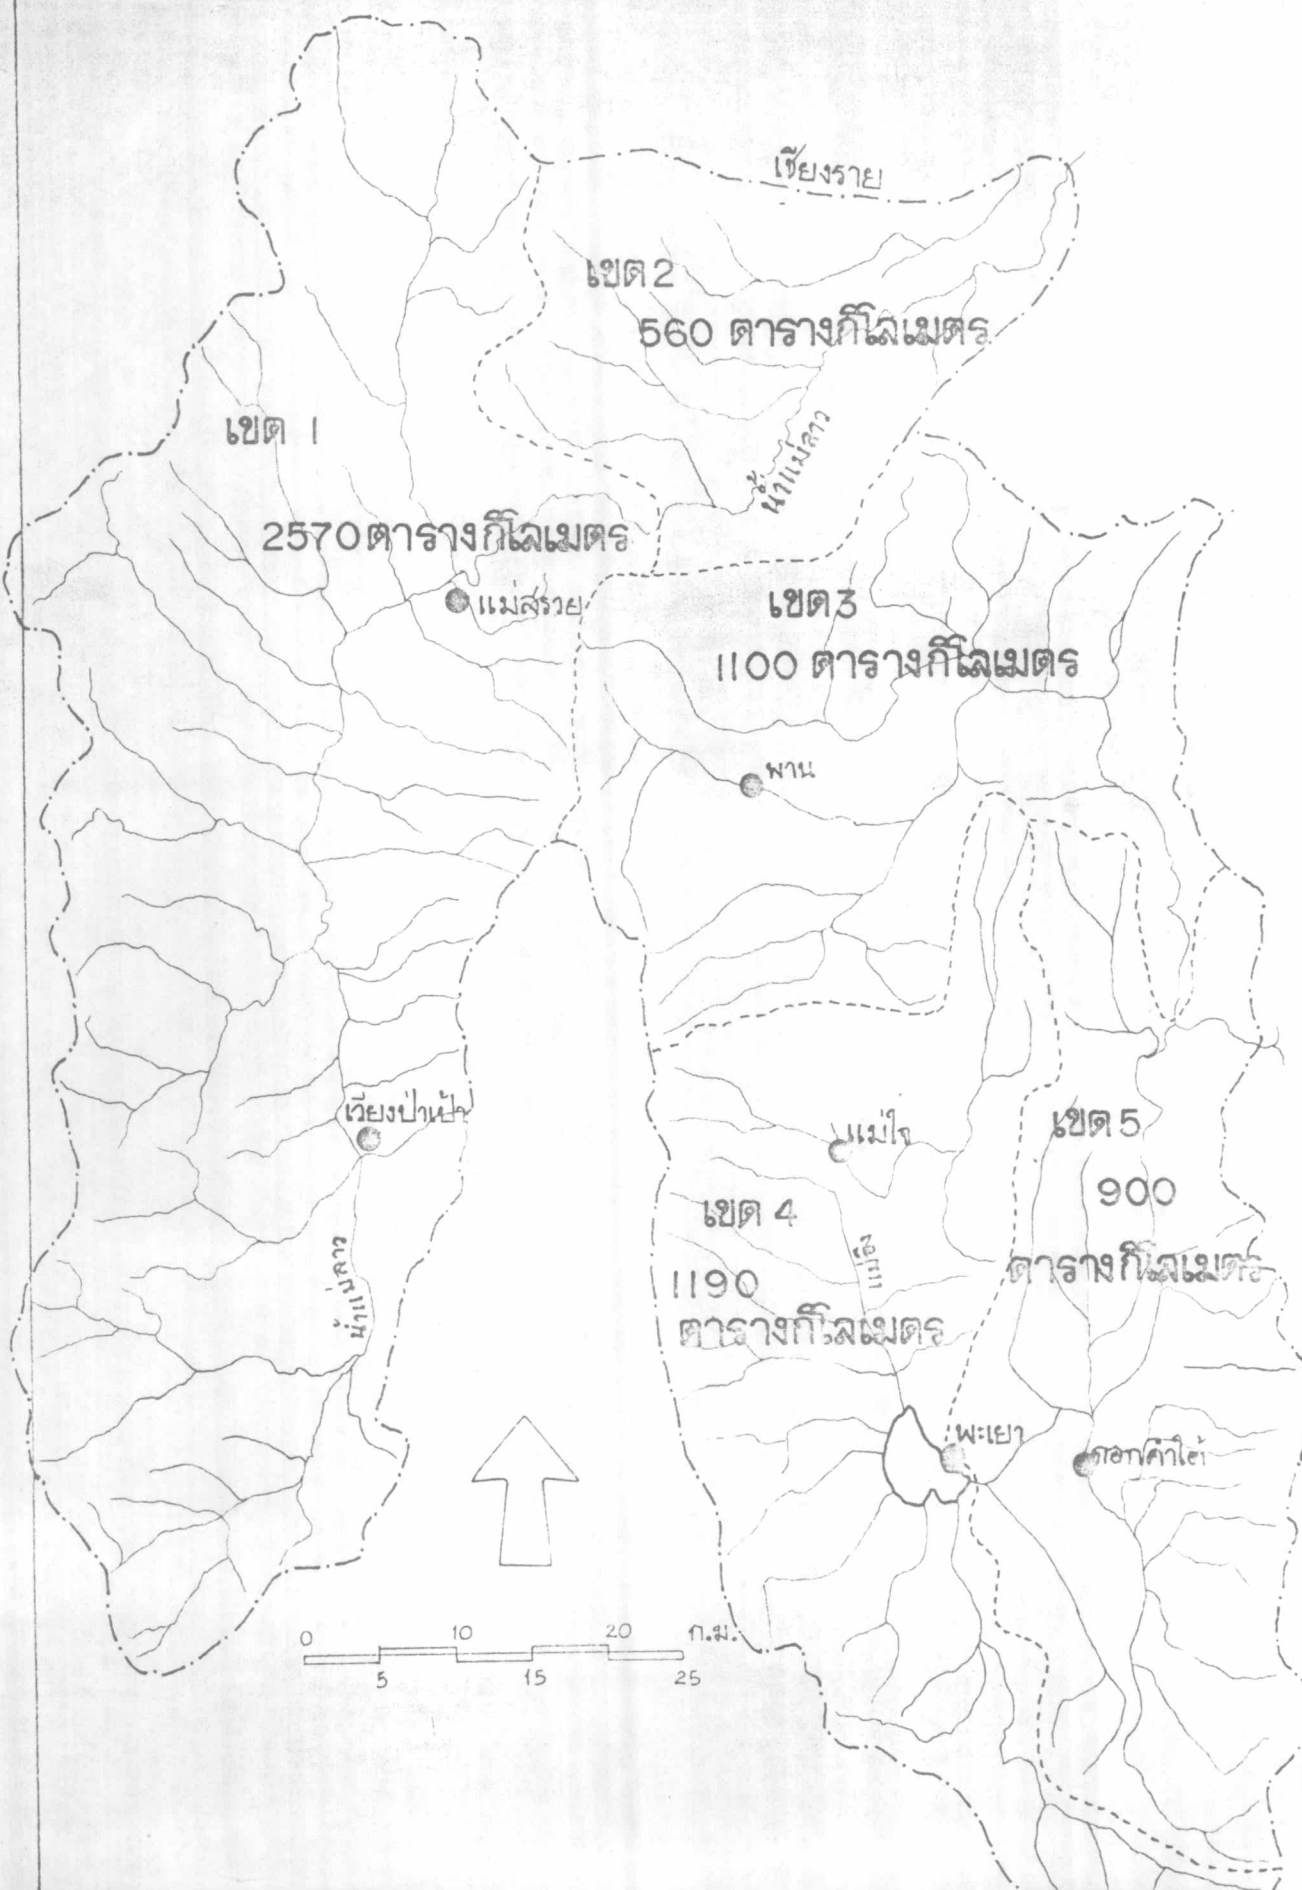 เชียงราย
เขต 2
560 ตารางกิโลเมตร
เขต 1
น้ำแม่ลาว
2570 ตารางกิโลเมตร
แม่สรวย
เขต 3
1100 ตารางกิโลเมตร
พาน
เวียงป่าเป้า
แม่ใจ
เขต 5
900
ตารางกิโลเมตร
เขต 4
1190
ตารางกิโลเมตร
น้ำแม่ลาว
พะเยา
ดอกคำใต้
0 10 20 ก.ม.
5 15 25